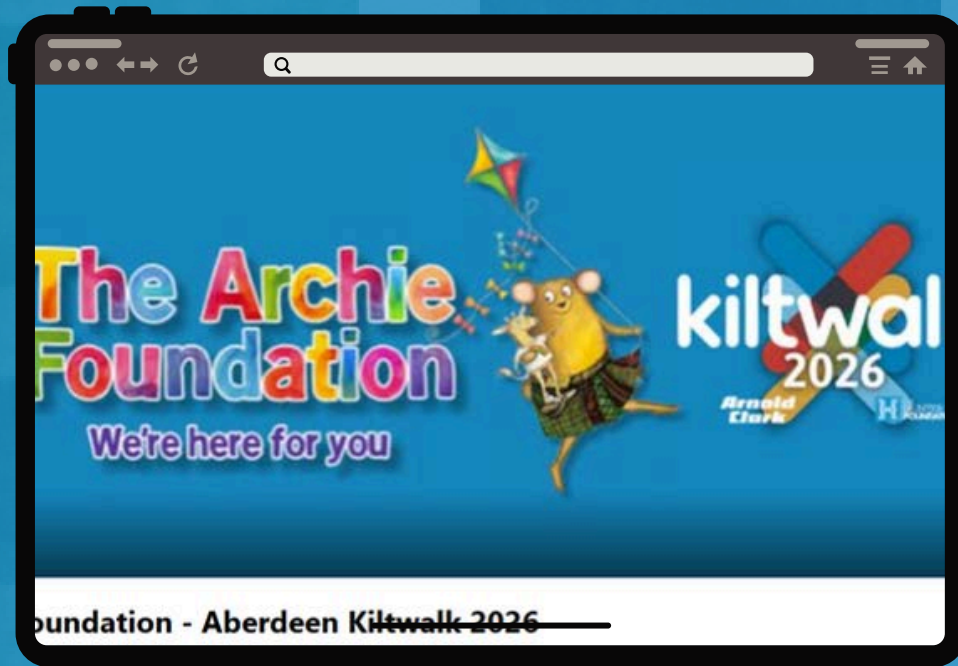 The Archie
Foundation
We're here for you
kiltwal
2026
Arnold
Clark
oundation - Aberdeen Kiltwalk 2026